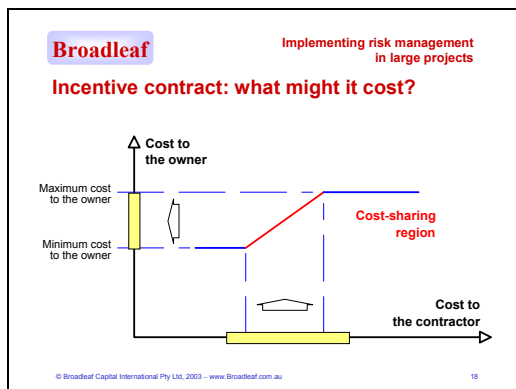 Broadleaf
Implementing risk management
in large projects
Incentive contract: what might it cost?
Cost to
the owner
Maximum cost
to the owner
Cost-sharing
region
Minimum cost
to the owner
Cost to
the contractor
© Broadleaf Capital International Pty Ltd, 2003 – www.Broadleaf.com.au
18